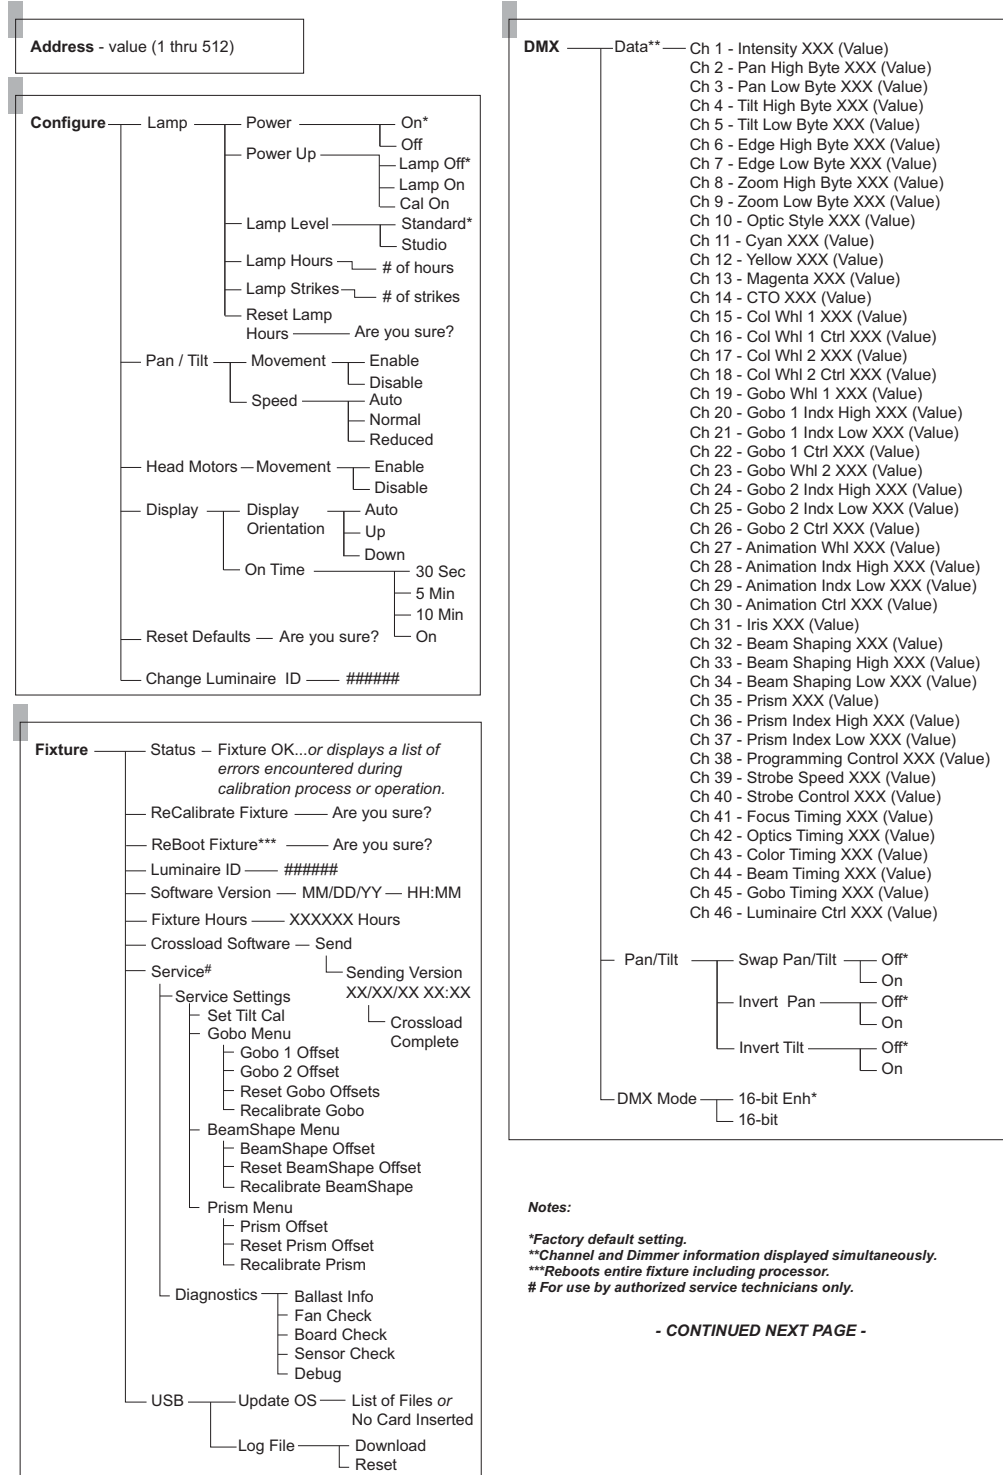 Address - value (1 thru 512)
Configure Lamp Power On*
Off
Power Up
Lamp Off*
Lamp On
Cal On
Lamp Level Standard*
Studio
Lamp Hours
# of hours
Lamp Strikes
# of strikes
Reset Lamp
Hours Are you sure?
Pan / Tilt Movement Enable
Disable
Speed Auto
Normal
Reduced
Head Motors Movement Enable
Disable
Display Display Auto
Orientation Up
Down
On Time 30 Sec
5 Min
10 Min
Reset Defaults Are you sure? On
Change Luminaire ID ######
Fixture Status Fixture OK...or displays a list of
errors encountered during
calibration process or operation.
ReCalibrate Fixture Are you sure?
ReBoot Fixture*** Are you sure?
Luminaire ID ######
Software Version MM/DD/YY HH:MM
Fixture Hours XXXXXX Hours
Crossload Software Send
Service# Sending Version
XX/XX/XX XX:XX
Crossload
Complete
Service Settings
Set Tilt Cal
Gobo Menu
Gobo 1 Offset
Gobo 2 Offset
Reset Gobo Offsets
Recalibrate Gobo
BeamShape Menu
BeamShape Offset
Reset BeamShape Offset
Recalibrate BeamShape
Prism Menu
Prism Offset
Reset Prism Offset
Recalibrate Prism
Diagnostics Ballast Info
Fan Check
Board Check
Sensor Check
Debug
USB Update OS List of Files or
No Card Inserted
Log File Download
Reset
DMX Data** Ch 1 - Intensity XXX (Value)
Ch 2 - Pan High Byte XXX (Value)
Ch 3 - Pan Low Byte XXX (Value)
Ch 4 - Tilt High Byte XXX (Value)
Ch 5 - Tilt Low Byte XXX (Value)
Ch 6 - Edge High Byte XXX (Value)
Ch 7 - Edge Low Byte XXX (Value)
Ch 8 - Zoom High Byte XXX (Value)
Ch 9 - Zoom Low Byte XXX (Value)
Ch 10 - Optic Style XXX (Value)
Ch 11 - Cyan XXX (Value)
Ch 12 - Yellow XXX (Value)
Ch 13 - Magenta XXX (Value)
Ch 14 - CTO XXX (Value)
Ch 15 - Col Whl 1 XXX (Value)
Ch 16 - Col Whl 1 Ctrl XXX (Value)
Ch 17 - Col Whl 2 XXX (Value)
Ch 18 - Col Whl 2 Ctrl XXX (Value)
Ch 19 - Gobo Whl 1 XXX (Value)
Ch 20 - Gobo 1 Indx High XXX (Value)
Ch 21 - Gobo 1 Indx Low XXX (Value)
Ch 22 - Gobo 1 Ctrl XXX (Value)
Ch 23 - Gobo Whl 2 XXX (Value)
Ch 24 - Gobo 2 Indx High XXX (Value)
Ch 25 - Gobo 2 Indx Low XXX (Value)
Ch 26 - Gobo 2 Ctrl XXX (Value)
Ch 27 - Animation Whl XXX (Value)
Ch 28 - Animation Indx High XXX (Value)
Ch 29 - Animation Indx Low XXX (Value)
Ch 30 - Animation Ctrl XXX (Value)
Ch 31 - Iris XXX (Value)
Ch 32 - Beam Shaping XXX (Value)
Ch 33 - Beam Shaping High XXX (Value)
Ch 34 - Beam Shaping Low XXX (Value)
Ch 35 - Prism XXX (Value)
Ch 36 - Prism Index High XXX (Value)
Ch 37 - Prism Index Low XXX (Value)
Ch 38 - Programming Control XXX (Value)
Ch 39 - Strobe Speed XXX (Value)
Ch 40 - Strobe Control XXX (Value)
Ch 41 - Focus Timing XXX (Value)
Ch 42 - Optics Timing XXX (Value)
Ch 43 - Color Timing XXX (Value)
Ch 44 - Beam Timing XXX (Value)
Ch 45 - Gobo Timing XXX (Value)
Ch 46 - Luminaire Ctrl XXX (Value)
Pan/Tilt Swap Pan/Tilt Off*
On
Invert Pan Off*
On
Invert Tilt Off*
On
DMX Mode 16-bit Enh*
16-bit
Notes:
*Factory default setting.
**Channel and Dimmer information displayed simultaneously.
***Reboots entire fixture including processor.
# For use by authorized service technicians only.
- CONTINUED NEXT PAGE -